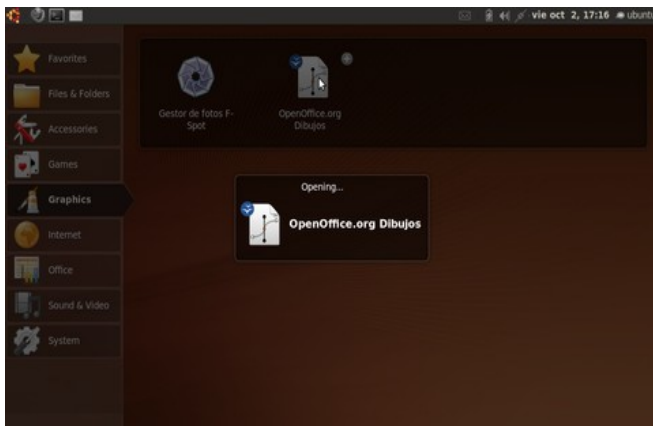 vie oct 2, 17:16 ubuntu
Favorites
Files & Folders
Accessories
Games
Graphics
Internet
Office
Sound & Video
System
Gestor de fotos F-
Spot
OpenOffice.org
Dibujos
Opening...
OpenOffice.org Dibujos